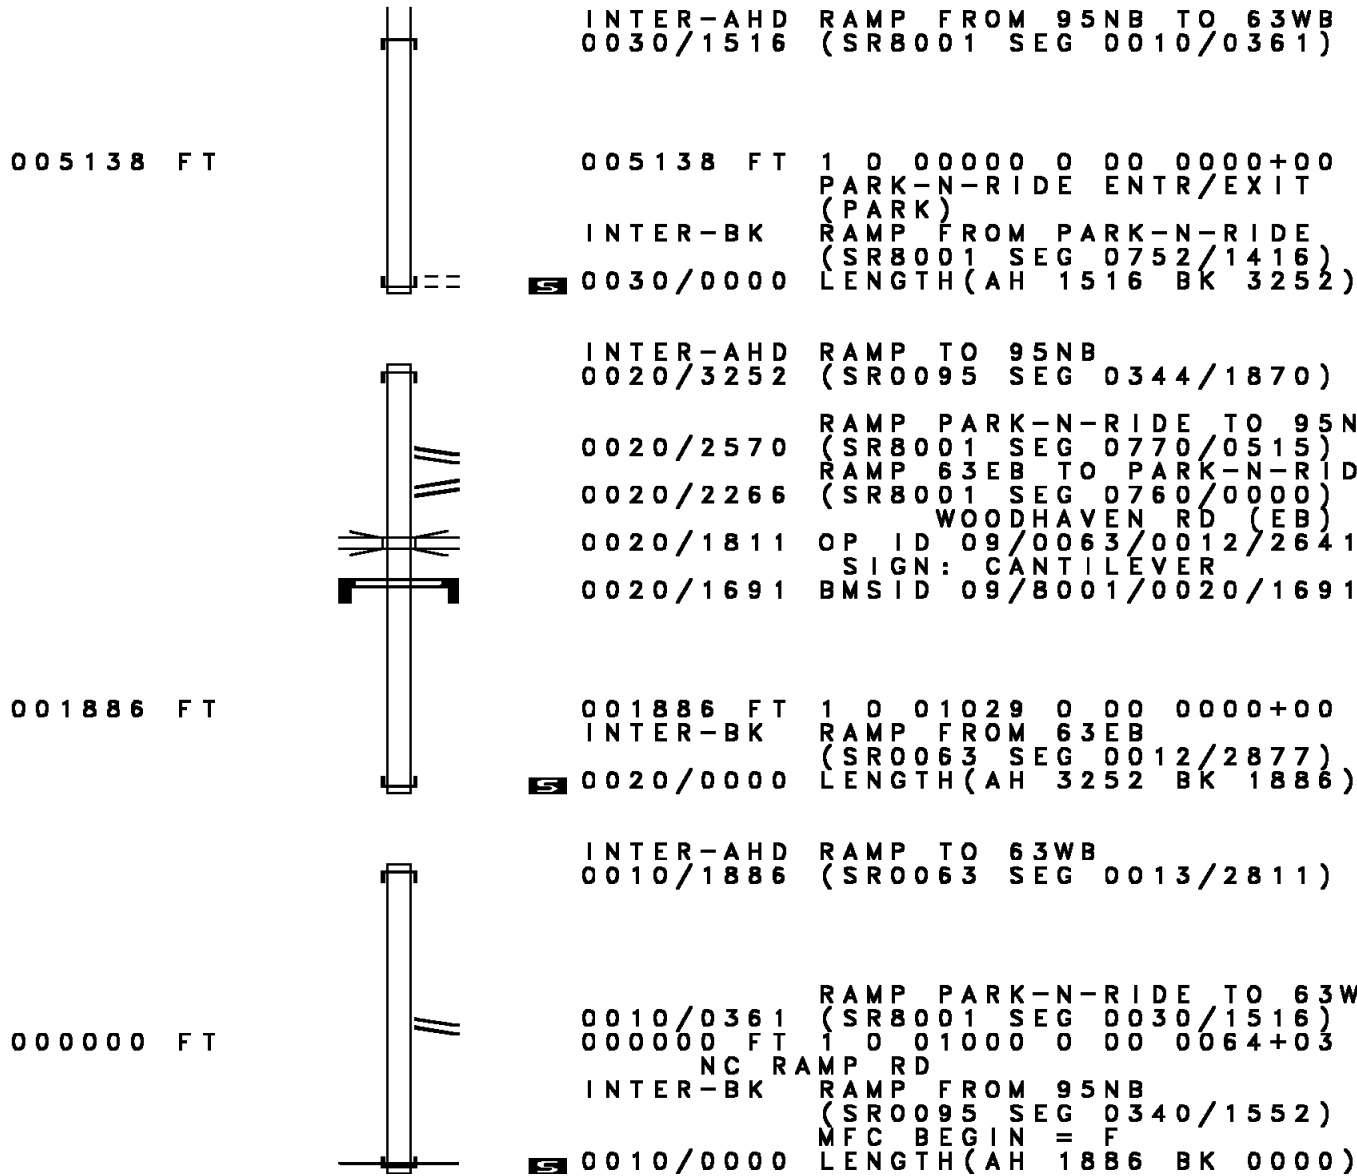 INTER-AHD RAMP FROM 95NB TO 63WB
0030/1516 (SR8001 SEG 0010/0361)
005138 FT 005138 FT 1 0 00000 0 00 0000+00
PARK-N-RIDE ENTR/EXIT
(PARK)
INTER-BK RAMP FROM PARK-N-RIDE
(SR8001 SEG 0752/1416)
S 0030/0000 LENGTH(AH 1516 BK 3252)
INTER-AHD RAMP TO 95NB
0020/3252 (SR0095 SEG 0344/1870)
RAMP PARK-N-RIDE TO 95N
0020/2570 (SR8001 SEG 0770/0515)
RAMP 63EB TO PARK-N-RID
0020/2266 (SR8001 SEG 0760/0000)
WOODHAVEN RD (EB)
0020/1811 OP ID 09/0063/0012/2641
SIGN: CANTILEVER
0020/1691 BMSID 09/8001/0020/1691
001886 FT 001886 FT 1 0 01029 0 00 0000+00
INTER-BK RAMP FROM 63EB
(SR0063 SEG 0012/2877)
S 0020/0000 LENGTH(AH 3252 BK 1886)
INTER-AHD RAMP TO 63WB
0010/1886 (SR0063 SEG 0013/2811)
RAMP PARK-N-RIDE TO 63W
0010/0361 (SR8001 SEG 0030/1516)
000000 FT 000000 FT 1 0 01000 0 00 0064+03
NC RAMP RD
INTER-BK RAMP FROM 95NB
(SR0095 SEG 0340/1552)
MFC BEGIN = F
S 0010/0000 LENGTH(AH 1886 BK 0000)